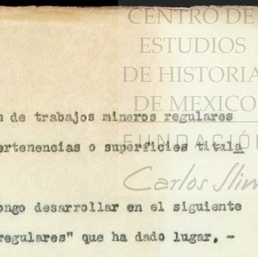 CENTRO DE
ESTUDIOS
DE HISTORIA
DE MEXICO
FUNDACIÓN
Carlos Slim
u de trabajos mineros regulares
ertenencias o superficies titula
ongo desarrollar en el siguiente
regulares" que ha dado lugar, -